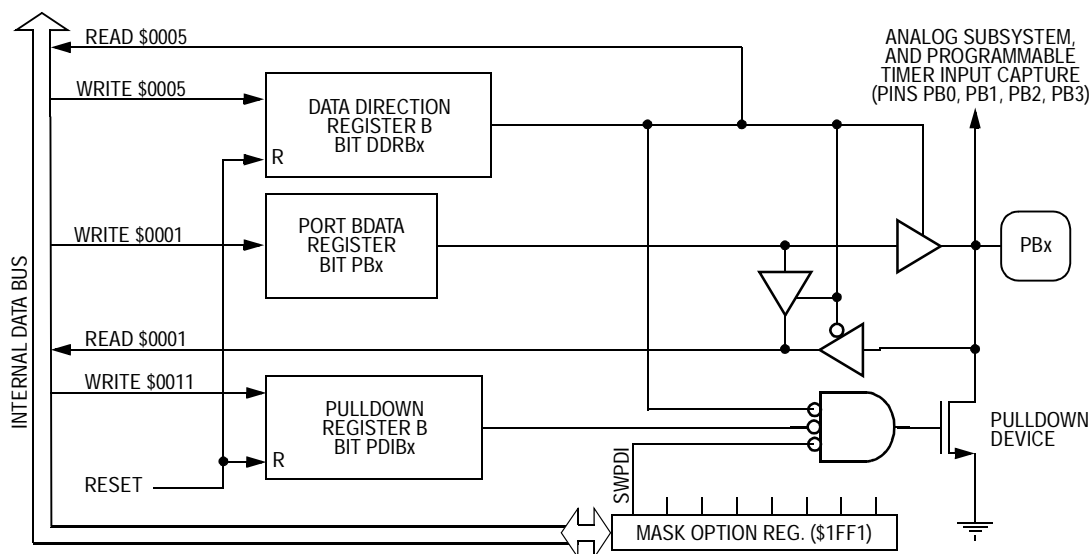 READ $0005
ANALOG SUBSYSTEM,
AND PROGRAMMABLE
TIMER INPUT CAPTURE
(PINS PB0, PB1, PB2, PB3)
WRITE $0005
DATA DIRECTION
REGISTER B
BIT DDRBx
R
WRITE $0001
PORT BDATA
REGISTER
BIT PBx
PBx
INTERNAL DATA BUS
READ $0001
WRITE $0011
PULLDOWN
REGISTER B
BIT PDIBx
R
PULLDOWN
DEVICE
RESET
SWPDI
MASK OPTION REG. ($1FF1)